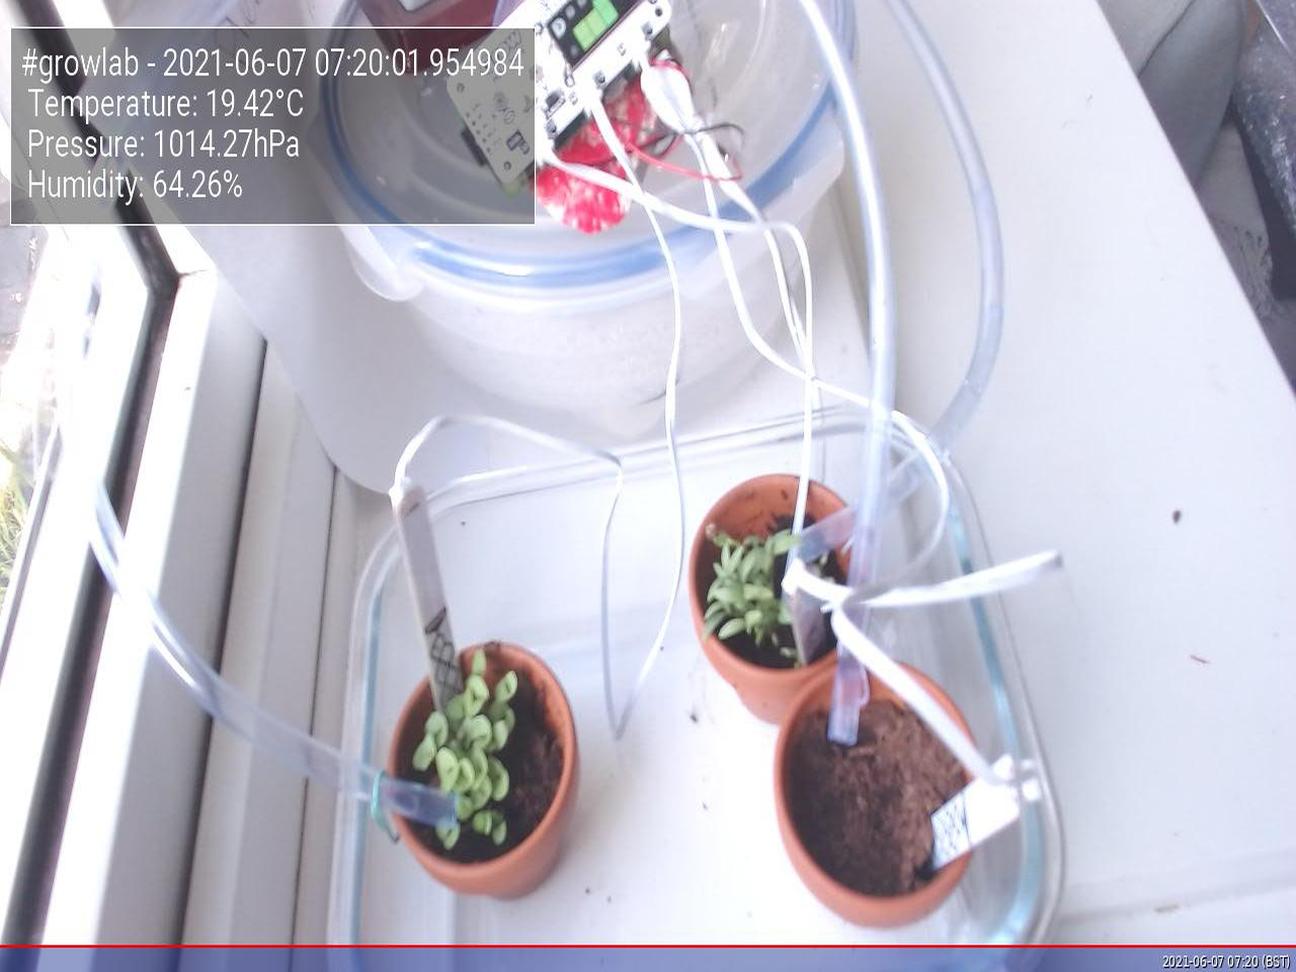 #growlab - 2021-06-07 07:20:01.954984
Temperature: 19.42°C
Pressure: 1014.27hPa
Humidity: 64.26%
2021-06-07 07:20 (BST)